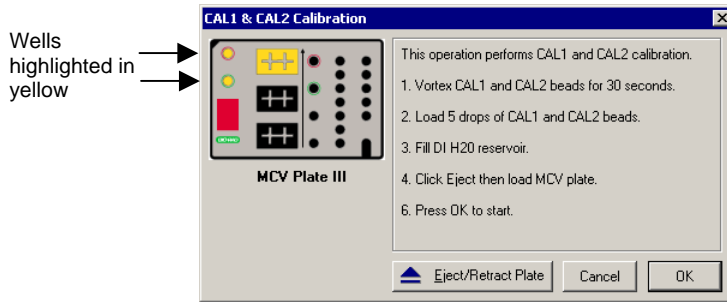 CAL1 & CAL2 Calibration
Wells
highlighted in
yellow
MCV Plate III
This operation performs CAL1 and CAL2 calibration.
1. Vortex CAL1 and CAL2 beads for 30 seconds.
2. Load 5 drops of CAL1 and CAL2 beads.
3. Fill DI H20 reservoir.
4. Click Eject then load MCV plate.
6. Press OK to start.
Eject/Retract Plate
Cancel
OK